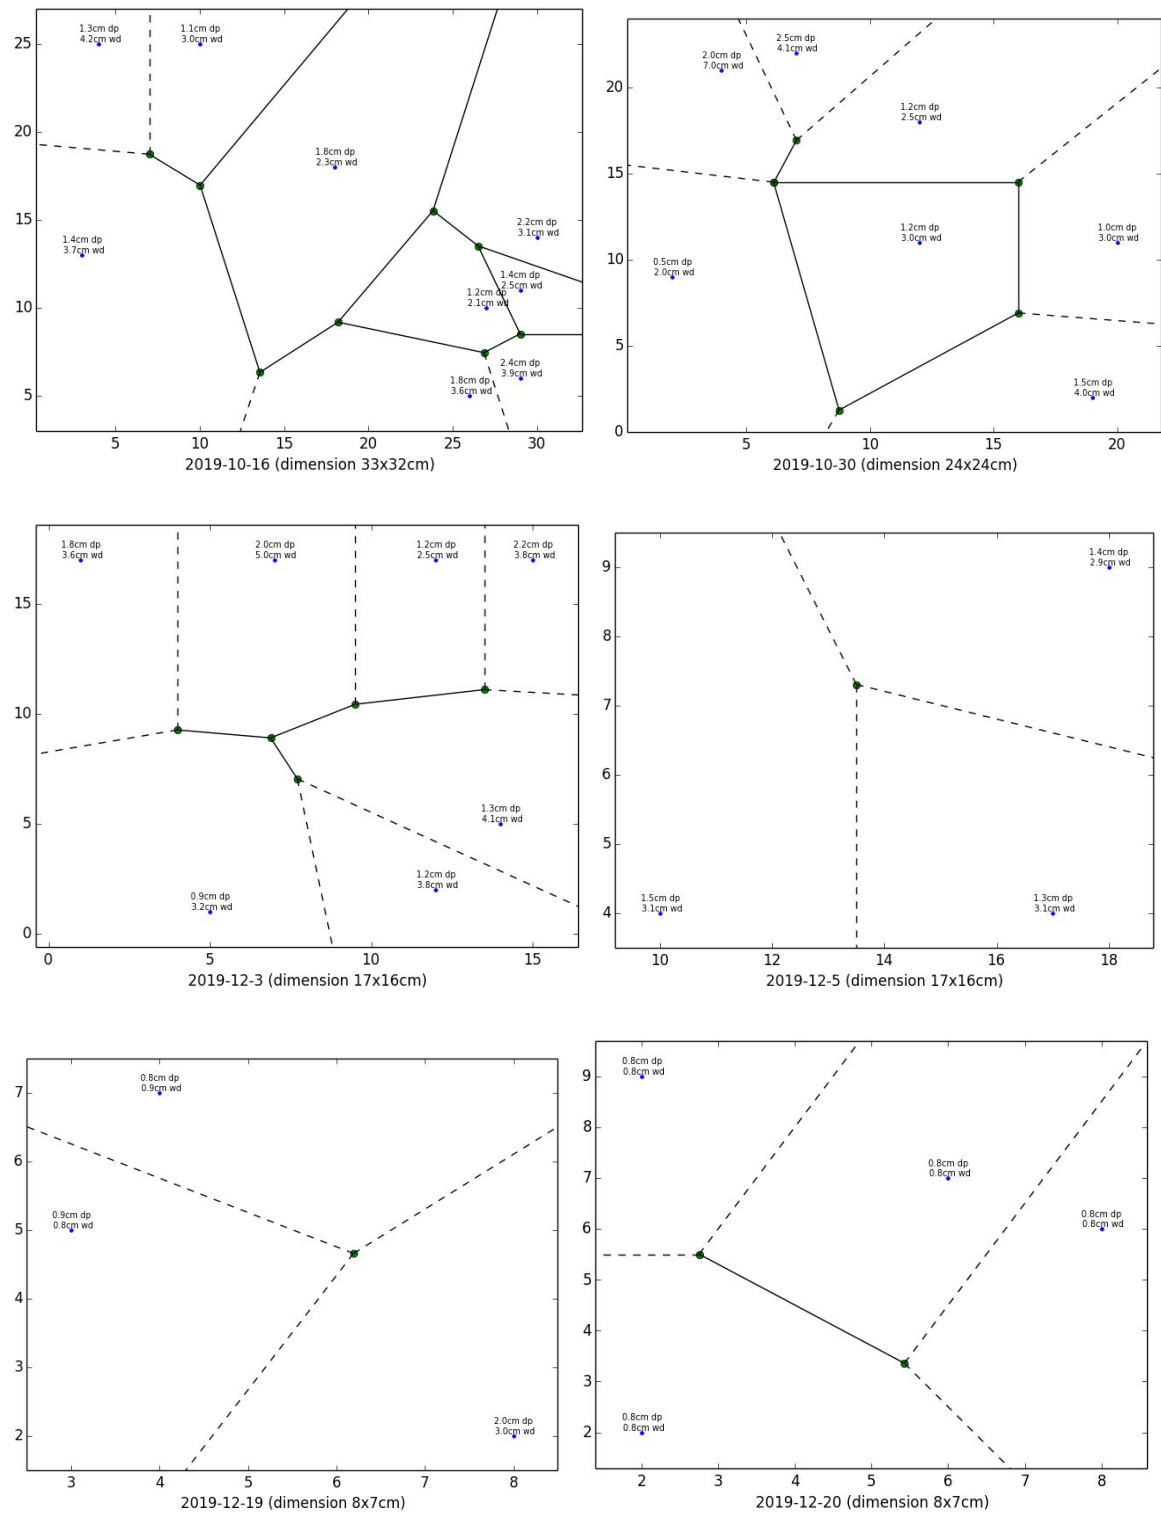 1.3cm dp
4.2cm wd
1.1cm dp
3.0cm wd
1.8cm dp
2.3cm wd
2.2cm dp
3.1cm wd
1.4cm dp
3.7cm wd
1.4cm dp
2.5cm wd
1.2cm dp
2.1cm wd
2.4cm dp
3.9cm wd
1.8cm dp
3.6cm wd
25
20
15
10
5
5 10 15 20 25 30
2019-10-16 (dimension 33x32cm)
2.5cm dp
4.1cm wd
2.0cm dp
7.0cm wd
1.2cm dp
2.5cm wd
1.2cm dp
3.0cm wd
1.0cm dp
3.0cm wd
0.5cm dp
2.0cm wd
1.5cm dp
4.0cm wd
20
15
10
5
0
5 10 15 20
2019-10-30 (dimension 24x24cm)
1.8cm dp
3.6cm wd
2.0cm dp
5.0cm wd
1.2cm dp
2.5cm wd
2.2cm dp
3.8cm wd
1.3cm dp
4.1cm wd
1.2cm dp
3.8cm wd
0.9cm dp
3.2cm wd
15
10
5
0
0 5 10 15
2019-12-3 (dimension 17x16cm)
1.4cm dp
2.9cm wd
1.5cm dp
3.1cm wd
1.3cm dp
3.1cm wd
9
8
7
6
5
4
10 12 14 16 18
2019-12-5 (dimension 17x16cm)
0.8cm dp
0.9cm wd
0.9cm dp
0.8cm wd
2.0cm dp
3.0cm wd
7
6
5
4
3
2
3 4 5 6 7 8
2019-12-19 (dimension 8x7cm)
0.8cm dp
0.8cm wd
0.8cm dp
0.8cm wd
0.8cm dp
0.8cm wd
0.8cm dp
0.8cm wd
9
8
7
6
5
4
3
2
2 3 4 5 6 7 8
2019-12-20 (dimension 8x7cm)